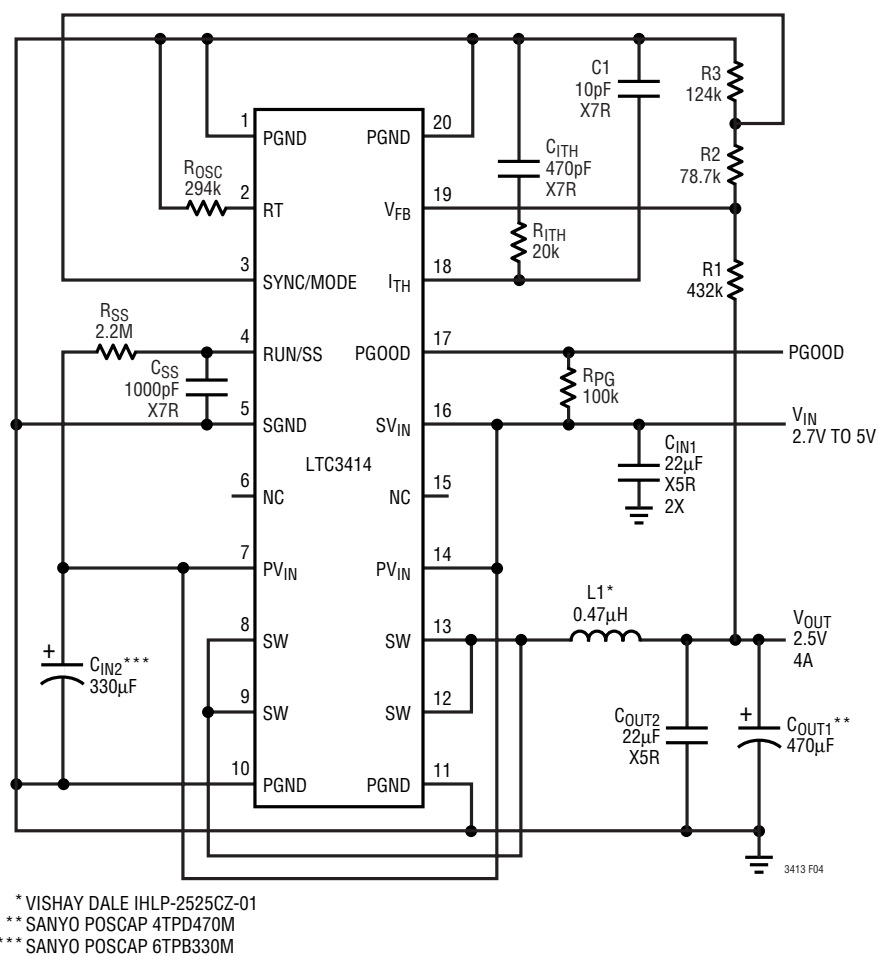 C1
10pF
X7R
R3
124k
1
PGND
PGND
20
CITH
470pF
X7R
R2
78.7k
ROSC
294k
2
RT
VFB
19
RITH
20k
3
SYNC/MODE
ITH
18
R1
432k
RSS
2.2M
4
RUN/SS
PGOOD
17
PGOOD
CSS
1000pF
X7R
RPG
100k
5
SGND
SVIN
16
VIN
2.7V TO 5V
LTC3414
CIN1
22µF
X5R
2X
6
NC
NC
15
7
PVIN
PVIN
14
L1*
0.47µH
8
SW
SW
13
VOUT
2.5V
4A
+
CIN2***
330µF
9
SW
SW
12
COUT2
22µF
X5R
+
COUT1**
470µF
10
PGND
PGND
11
3413 F04
* VISHAY DALE IHLP-2525CZ-01
** SANYO POSCAP 4TPD470M
*** SANYO POSCAP 6TPB330M